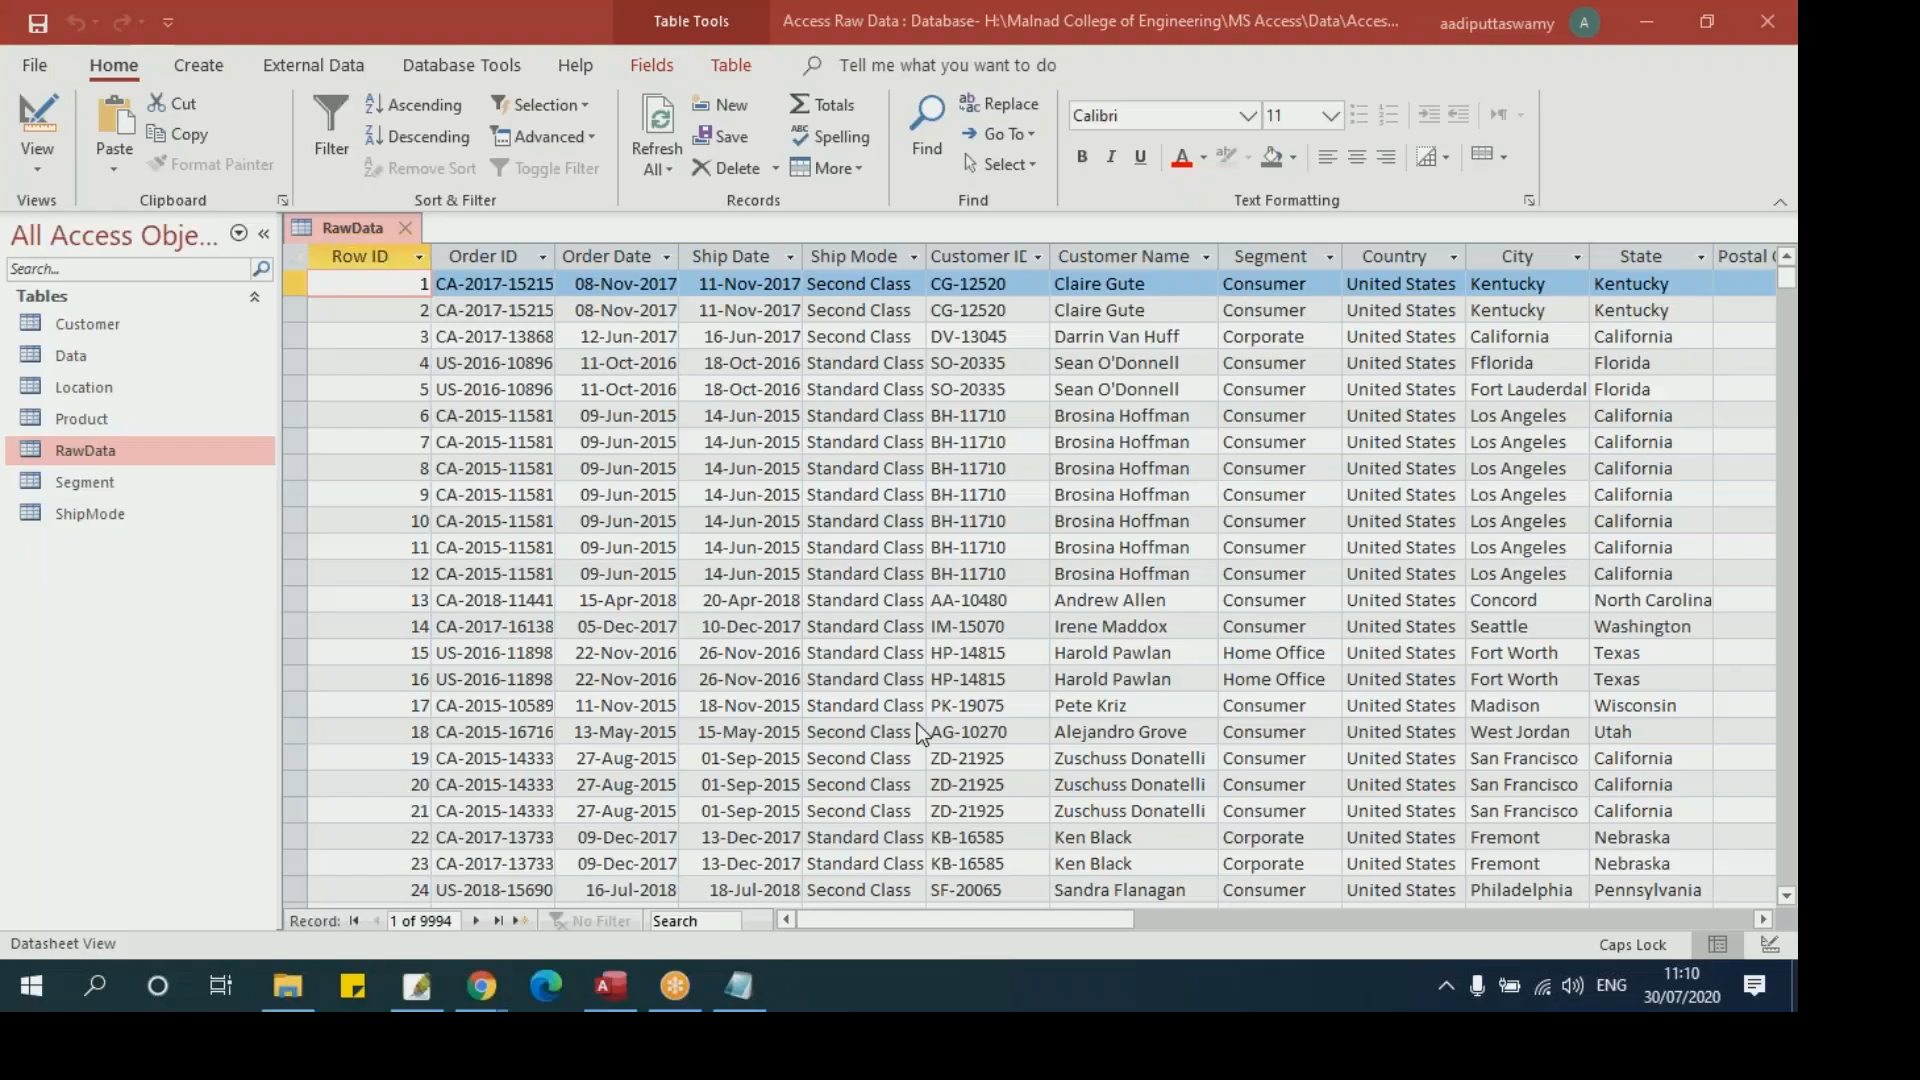 Table Tools
Access Raw Data : Database- H:\Malnad College of Engineering\MS Access\Data\Acces...
aadiputtaswamy
A
File Home Create External Data Database Tools Help Fields Table Tell me what you want to do
View
Views
Paste
Cut
Copy
Format Painter
Clipboard
Filter
Ascending
Descending
Remove Sort
Selection
Advanced
Toggle Filter
Sort & Filter
Refresh All
New
Save
Delete
Totals
Spelling
More
Records
Find
Replace
Go To
Select
Find
Calibri
11
B I U
Text Formatting
All Access Obje...
Search...
Tables
Customer
Data
Location
Product
RawData
Segment
ShipMode
RawData
Row ID Order ID Order Date Ship Date Ship Mode Customer ID Customer Name Segment Country City State Postal
1 CA-2017-15215 08-Nov-2017 11-Nov-2017 Second Class CG-12520 Claire Gute Consumer United States Kentucky Kentucky
2 CA-2017-15215 08-Nov-2017 11-Nov-2017 Second Class CG-12520 Claire Gute Consumer United States Kentucky Kentucky
3 CA-2017-13868 12-Jun-2017 16-Jun-2017 Second Class DV-13045 Darrin Van Huff Corporate United States California California
4 US-2016-10896 11-Oct-2016 18-Oct-2016 Standard Class SO-20335 Sean O'Donnell Consumer United States Fflorida Florida
5 US-2016-10896 11-Oct-2016 18-Oct-2016 Standard Class SO-20335 Sean O'Donnell Consumer United States Fort Lauderdal Florida
6 CA-2015-11581 09-Jun-2015 14-Jun-2015 Standard Class BH-11710 Brosina Hoffman Consumer United States Los Angeles California
7 CA-2015-11581 09-Jun-2015 14-Jun-2015 Standard Class BH-11710 Brosina Hoffman Consumer United States Los Angeles California
8 CA-2015-11581 09-Jun-2015 14-Jun-2015 Standard Class BH-11710 Brosina Hoffman Consumer United States Los Angeles California
9 CA-2015-11581 09-Jun-2015 14-Jun-2015 Standard Class BH-11710 Brosina Hoffman Consumer United States Los Angeles California
10 CA-2015-11581 09-Jun-2015 14-Jun-2015 Standard Class BH-11710 Brosina Hoffman Consumer United States Los Angeles California
11 CA-2015-11581 09-Jun-2015 14-Jun-2015 Standard Class BH-11710 Brosina Hoffman Consumer United States Los Angeles California
12 CA-2015-11581 09-Jun-2015 14-Jun-2015 Standard Class BH-11710 Brosina Hoffman Consumer United States Los Angeles California
13 CA-2018-11441 15-Apr-2018 20-Apr-2018 Standard Class AA-10480 Andrew Allen Consumer United States Concord North Carolina
14 CA-2017-16138 05-Dec-2017 10-Dec-2017 Standard Class IM-15070 Irene Maddox Consumer United States Seattle Washington
15 US-2016-11898 22-Nov-2016 26-Nov-2016 Standard Class HP-14815 Harold Pawlan Home Office United States Fort Worth Texas
16 US-2016-11898 22-Nov-2016 26-Nov-2016 Standard Class HP-14815 Harold Pawlan Home Office United States Fort Worth Texas
17 CA-2015-10589 11-Nov-2015 18-Nov-2015 Standard Class PK-19075 Pete Kriz Consumer United States Madison Wisconsin
18 CA-2015-16716 13-May-2015 15-May-2015 Second Class AG-10270 Alejandro Grove Consumer United States West Jordan Utah
19 CA-2015-14333 27-Aug-2015 01-Sep-2015 Second Class ZD-21925 Zuschuss Donatelli Consumer United States San Francisco California
20 CA-2015-14333 27-Aug-2015 01-Sep-2015 Second Class ZD-21925 Zuschuss Donatelli Consumer United States San Francisco California
21 CA-2015-14333 27-Aug-2015 01-Sep-2015 Second Class ZD-21925 Zuschuss Donatelli Consumer United States San Francisco California
22 CA-2017-13733 09-Dec-2017 13-Dec-2017 Standard Class KB-16585 Ken Black Corporate United States Fremont Nebraska
23 CA-2017-13733 09-Dec-2017 13-Dec-2017 Standard Class KB-16585 Ken Black Corporate United States Fremont Nebraska
24 US-2018-15690 16-Jul-2018 18-Jul-2018 Second Class SF-20065 Sandra Flanagan Consumer United States Philadelphia Pennsylvania
Record: 1 of 9994 No Filter Search
Datasheet View
Caps Lock
ENG
11:10
30/07/2020